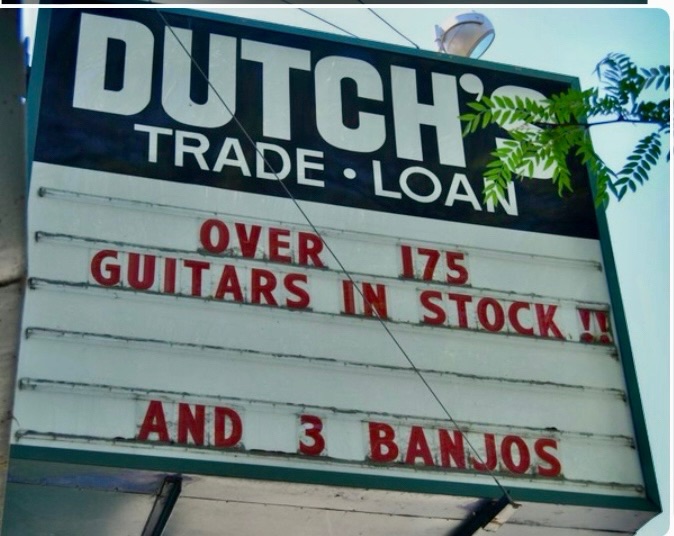 DUTCH'S
TRADE • LOAN
OVER 175
GUITARS IN STOCK !!
AND 3 BANJOS